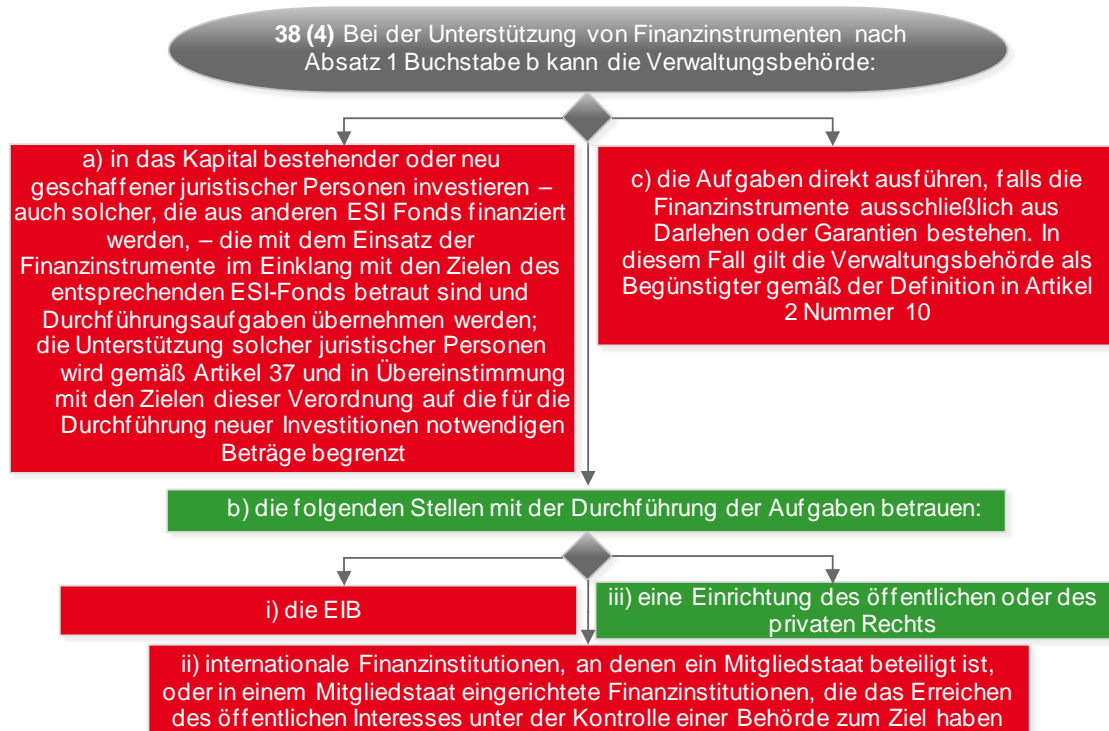 38 (4) Bei der Unterstützung von Finanzinstrumenten nach
Absatz 1 Buchstabe b kann die Verwaltungsbehörde:
a) in das Kapital bestehender oder neu
geschaffener juristischer Personen investieren –
auch solcher, die aus anderen ESI Fonds finanziert
werden, – die mit dem Einsatz der
Finanzinstrumente im Einklang mit den Zielen des
entsprechenden ESI-Fonds betraut sind und
Durchführungsaufgaben übernehmen werden;
die Unterstützung solcher juristischer Personen
wird gemäß Artikel 37 und in Übereinstimmung
mit den Zielen dieser Verordnung auf die für die
Durchführung neuer Investitionen notwendigen
Beträge begrenzt
c) die Aufgaben direkt ausführen, falls die
Finanzinstrumente ausschließlich aus
Darlehen oder Garantien bestehen. In
diesem Fall gilt die Verwaltungsbehörde als
Begünstigter gemäß der Definition in Artikel
2 Nummer 10
b) die folgenden Stellen mit der Durchführung der Aufgaben betrauen:
i) die EIB
iii) eine Einrichtung des öffentlichen oder des
privaten Rechts
ii) internationale Finanzinstitutionen, an denen ein Mitgliedstaat beteiligt ist,
oder in einem Mitgliedstaat eingerichtete Finanzinstitutionen, die das Erreichen
des öffentlichen Interesses unter der Kontrolle einer Behörde zum Ziel haben